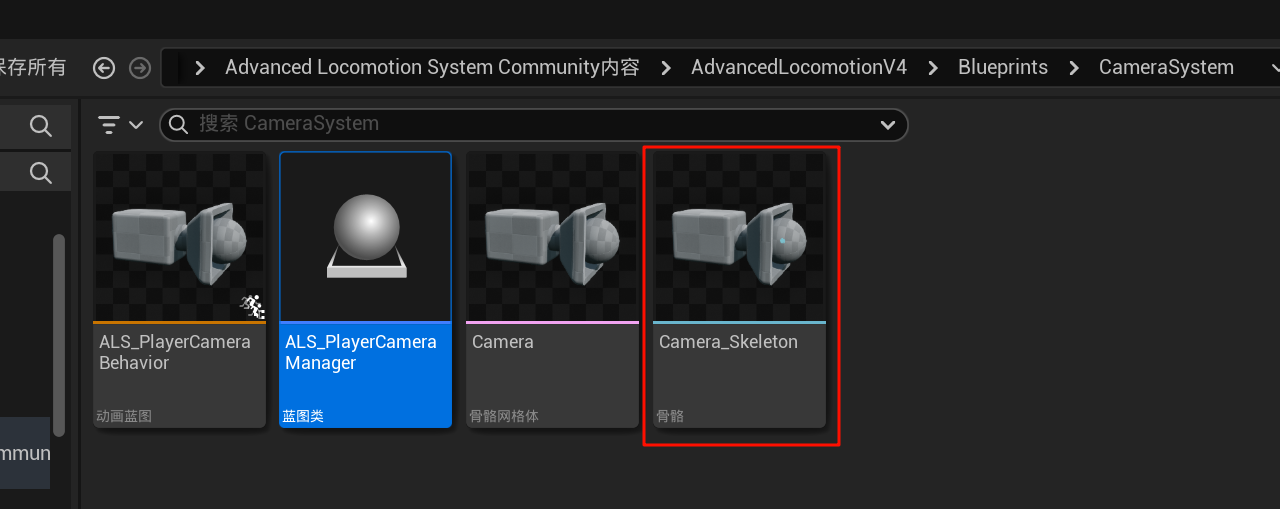 保存所有
Advanced Locomotion System Community内容 > AdvancedLocomotionV4 > Blueprints > CameraSystem
搜索 CameraSystem
ALS_PlayerCamera
Behavior
动画蓝图
ALS_PlayerCamera
Manager
蓝图类
Camera
骨骼网格体
Camera_Skeleton
骨骼
mmun